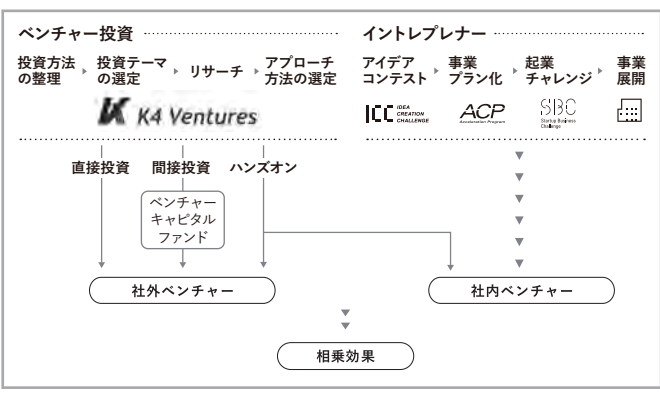 ベンチャー投資
投資方法
の整理
投資テーマ
の選定
リサーチ
アプローチ
方法の選定
K4 Ventures
直接投資
間接投資
ハンズオン
ベンチャー
キャピタル
ファンド
イントレプレナー
アイデア
コンテスト
事業
プラン化
起業
チャレンジ
事業
展開
ICC IDEA
CREATION
CHALLENGE
ACP
Acceleration Program
SBC
Startup Business
Challenge
社外ベンチャー
社内ベンチャー
相乗効果